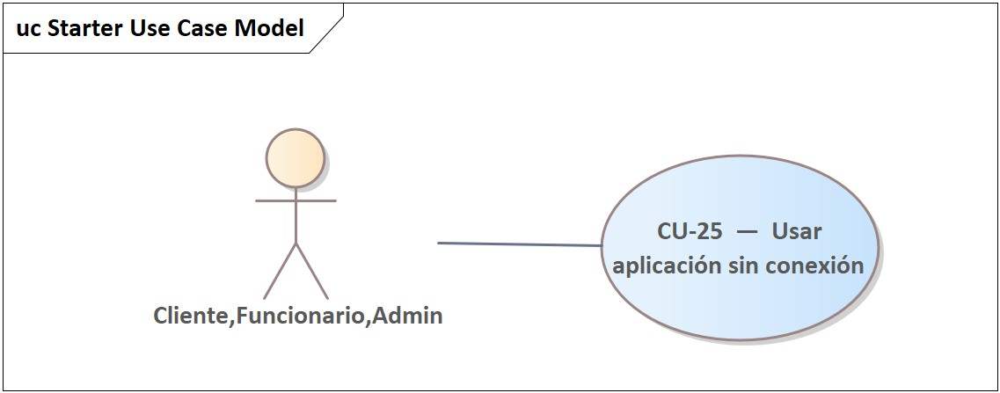 uc Starter Use Case Model
CU-25 — Usar
aplicación sin conexión
Cliente,Funcionario,Admin